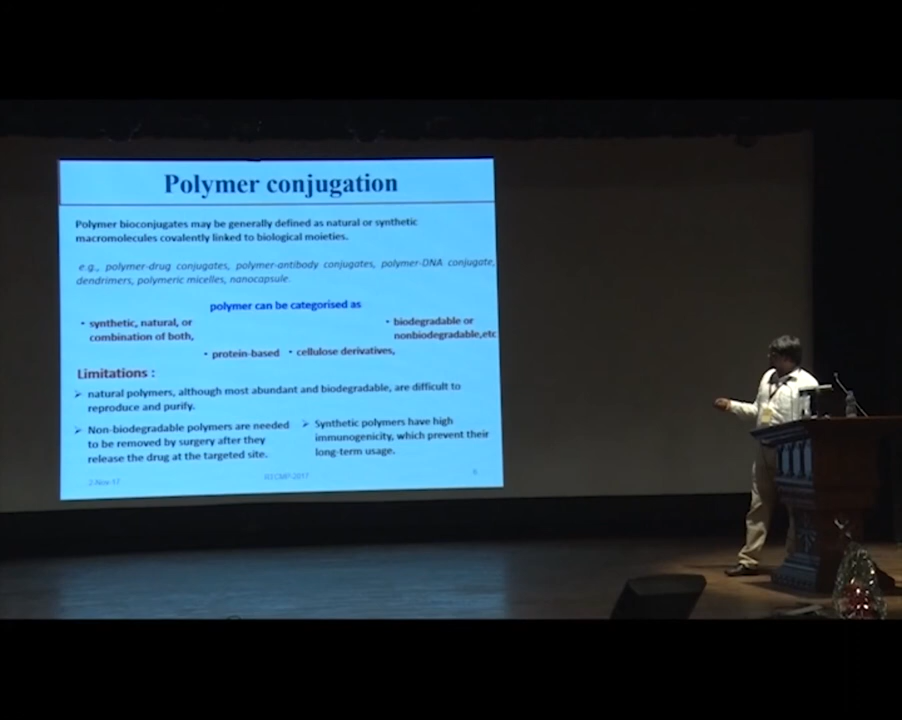 Polymer conjugation
Polymer bioconjugates may be generally defined as natural or synthetic
macromolecules covalently linked to biological moieties.
e.g., polymer-drug conjugates, polymer-antibody conjugates, polymer-DNA conjugate,
dendrimers, polymeric micelles, nanocapsule.
polymer can be categorised as
• synthetic, natural, or
combination of both,
• biodegradable or
nonbiodegradable,etc
• protein-based • cellulose derivatives,
Limitations :
➢ natural polymers, although most abundant and biodegradable, are difficult to
reproduce and purify.
➢ Non-biodegradable polymers are needed
to be removed by surgery after they
release the drug at the targeted site.
➢ Synthetic polymers have high
immunogenicity, which prevent their
long-term usage.
2-Nov-17